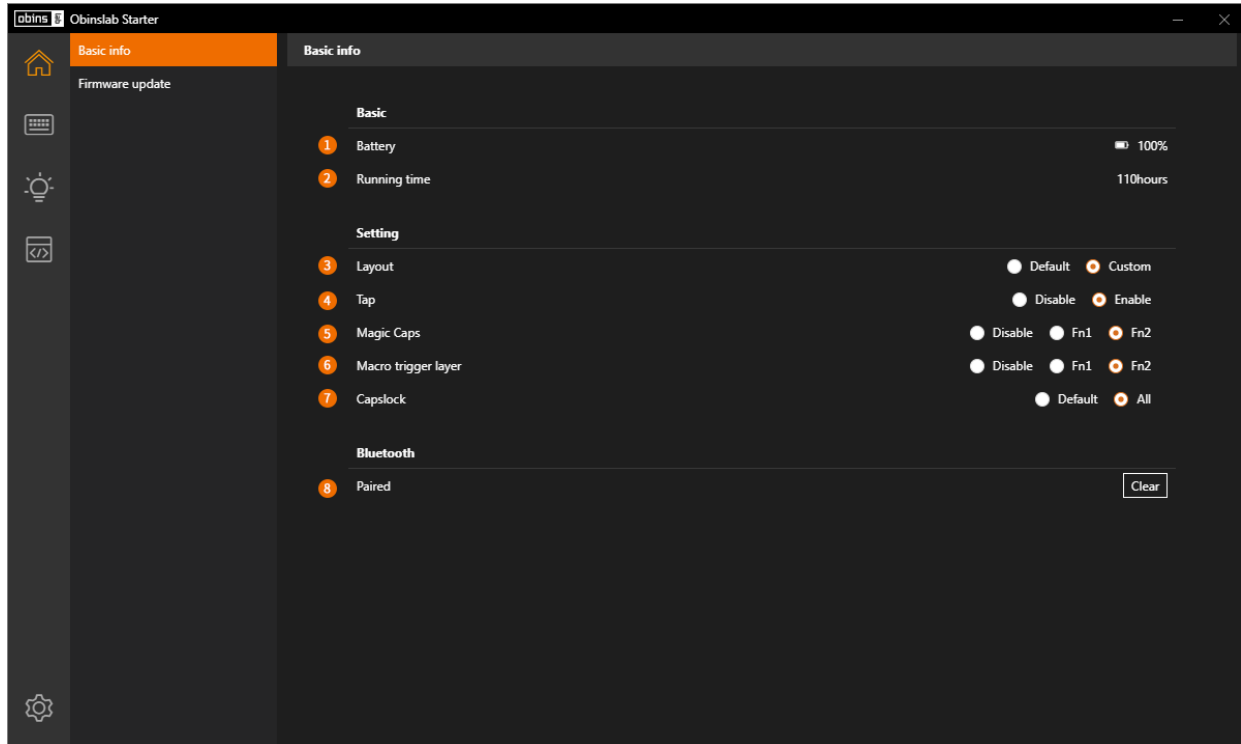 obins Obinslab Starter
Basic info
Firmware update
Basic info
Basic
1 Battery 100%
2 Running time 110hours
Setting
3 Layout Default Custom
4 Tap Disable Enable
5 Magic Caps Disable Fn1 Fn2
6 Macro trigger layer Disable Fn1 Fn2
7 Capslock Default All
Bluetooth
8 Paired Clear